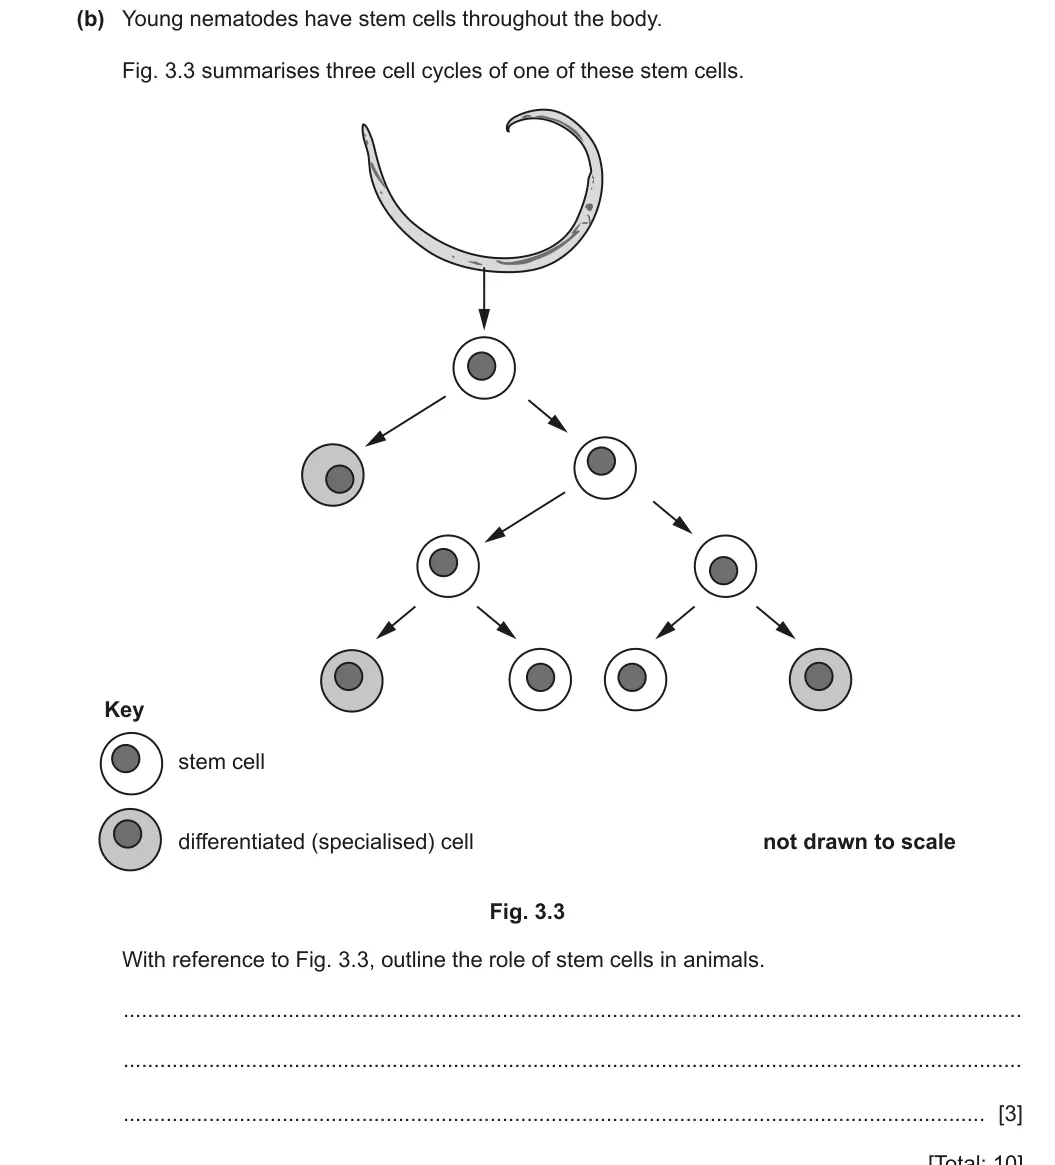 (b) Young nematodes have stem cells throughout the body.
Fig. 3.3 summarises three cell cycles of one of these stem cells.
Key
stem cell
differentiated (specialised) cell
not drawn to scale
Fig. 3.3
With reference to Fig. 3.3, outline the role of stem cells in animals.
[3]
[Total: 10]